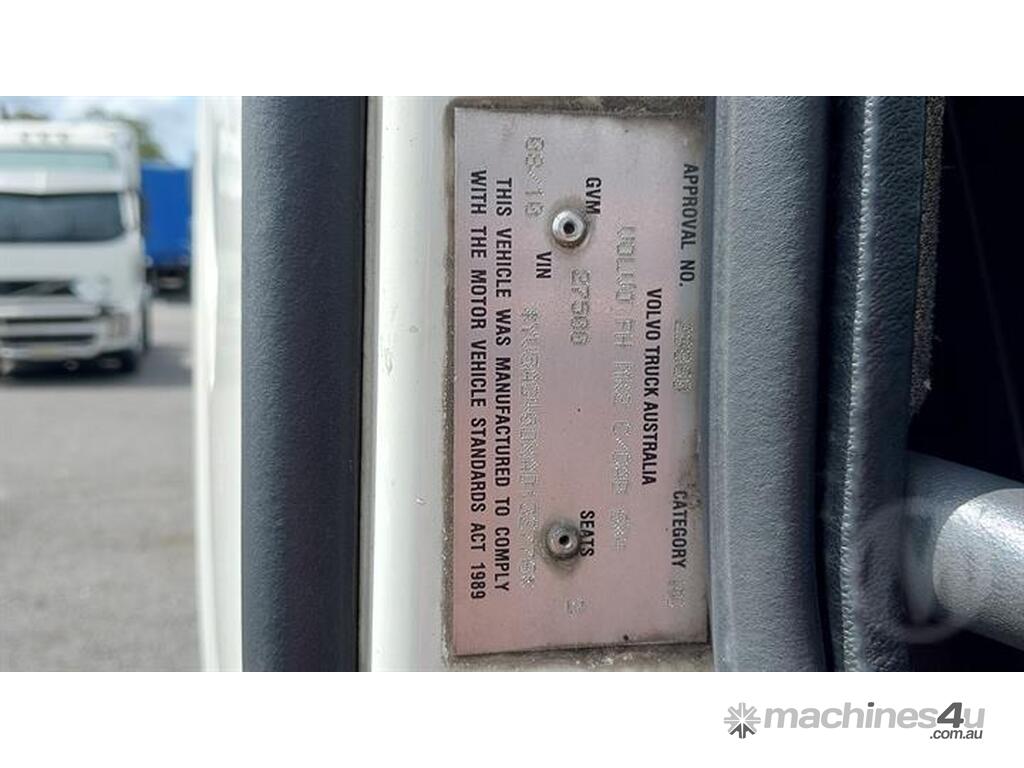 APPROVAL NO. CATEGORY
VOLVO TRUCK AUSTRALIA
VOLVO FH
GVM 27500 SEATS
08/10 VIN
THIS VEHICLE WAS MANUFACTURED TO COMPLY
WITH THE MOTOR VEHICLE STANDARDS ACT 1989
machines4u
.com.au